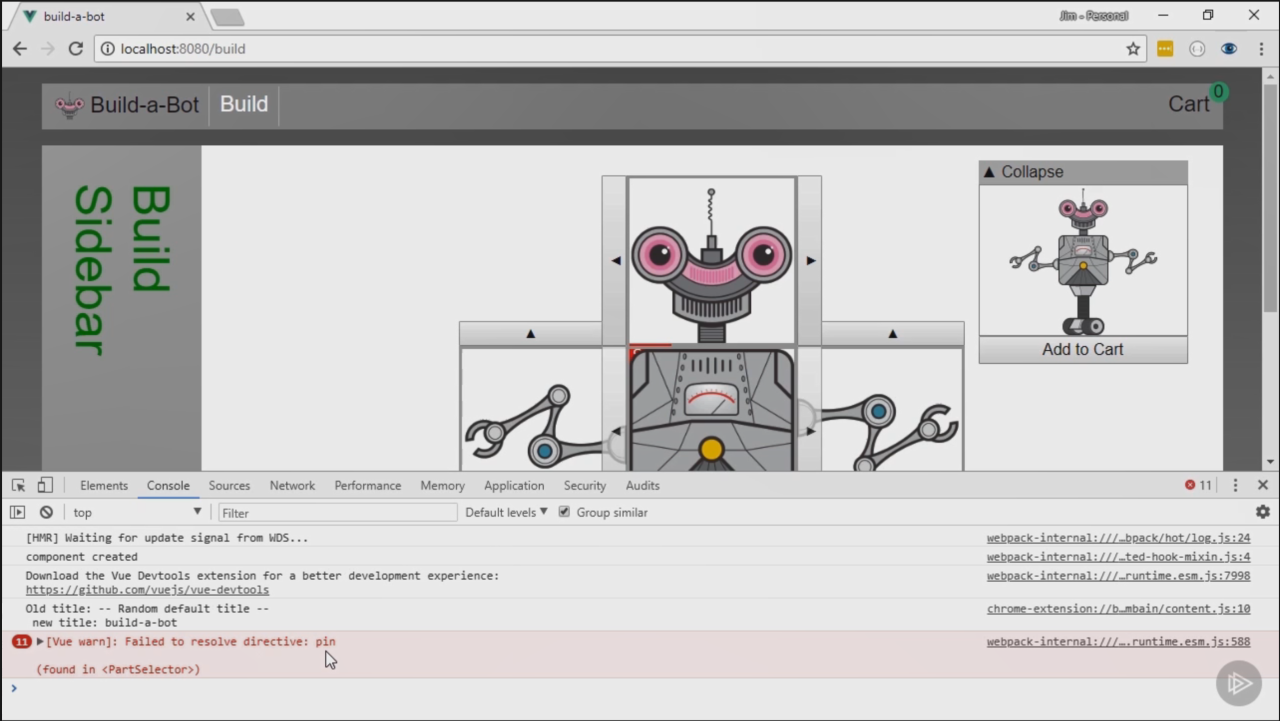 build-a-bot
Jim - Personal
localhost:8080/build
Build-a-Bot
Build
Cart
0
Build
Sidebar
▲ Collapse
Add to Cart
Elements
Console
Sources
Network
Performance
Memory
Application
Security
Audits
11
top
Filter
Default levels
Group similar
[HMR] Waiting for update signal from WDS...
webpack-internal:///…bpack/hot/log.js:24
component created
webpack-internal:///…ted-hook-mixin.js:4
Download the Vue Devtools extension for a better development experience:
webpack-internal:///…runtime.esm.js:7998
https://github.com/vuejs/vue-devtools
Old title: -- Random default title --
chrome-extension://b…mbain/content.js:10
new title: build-a-bot
11
[Vue warn]: Failed to resolve directive: pin
webpack-internal:///….runtime.esm.js:588
(found in <PartSelector>)